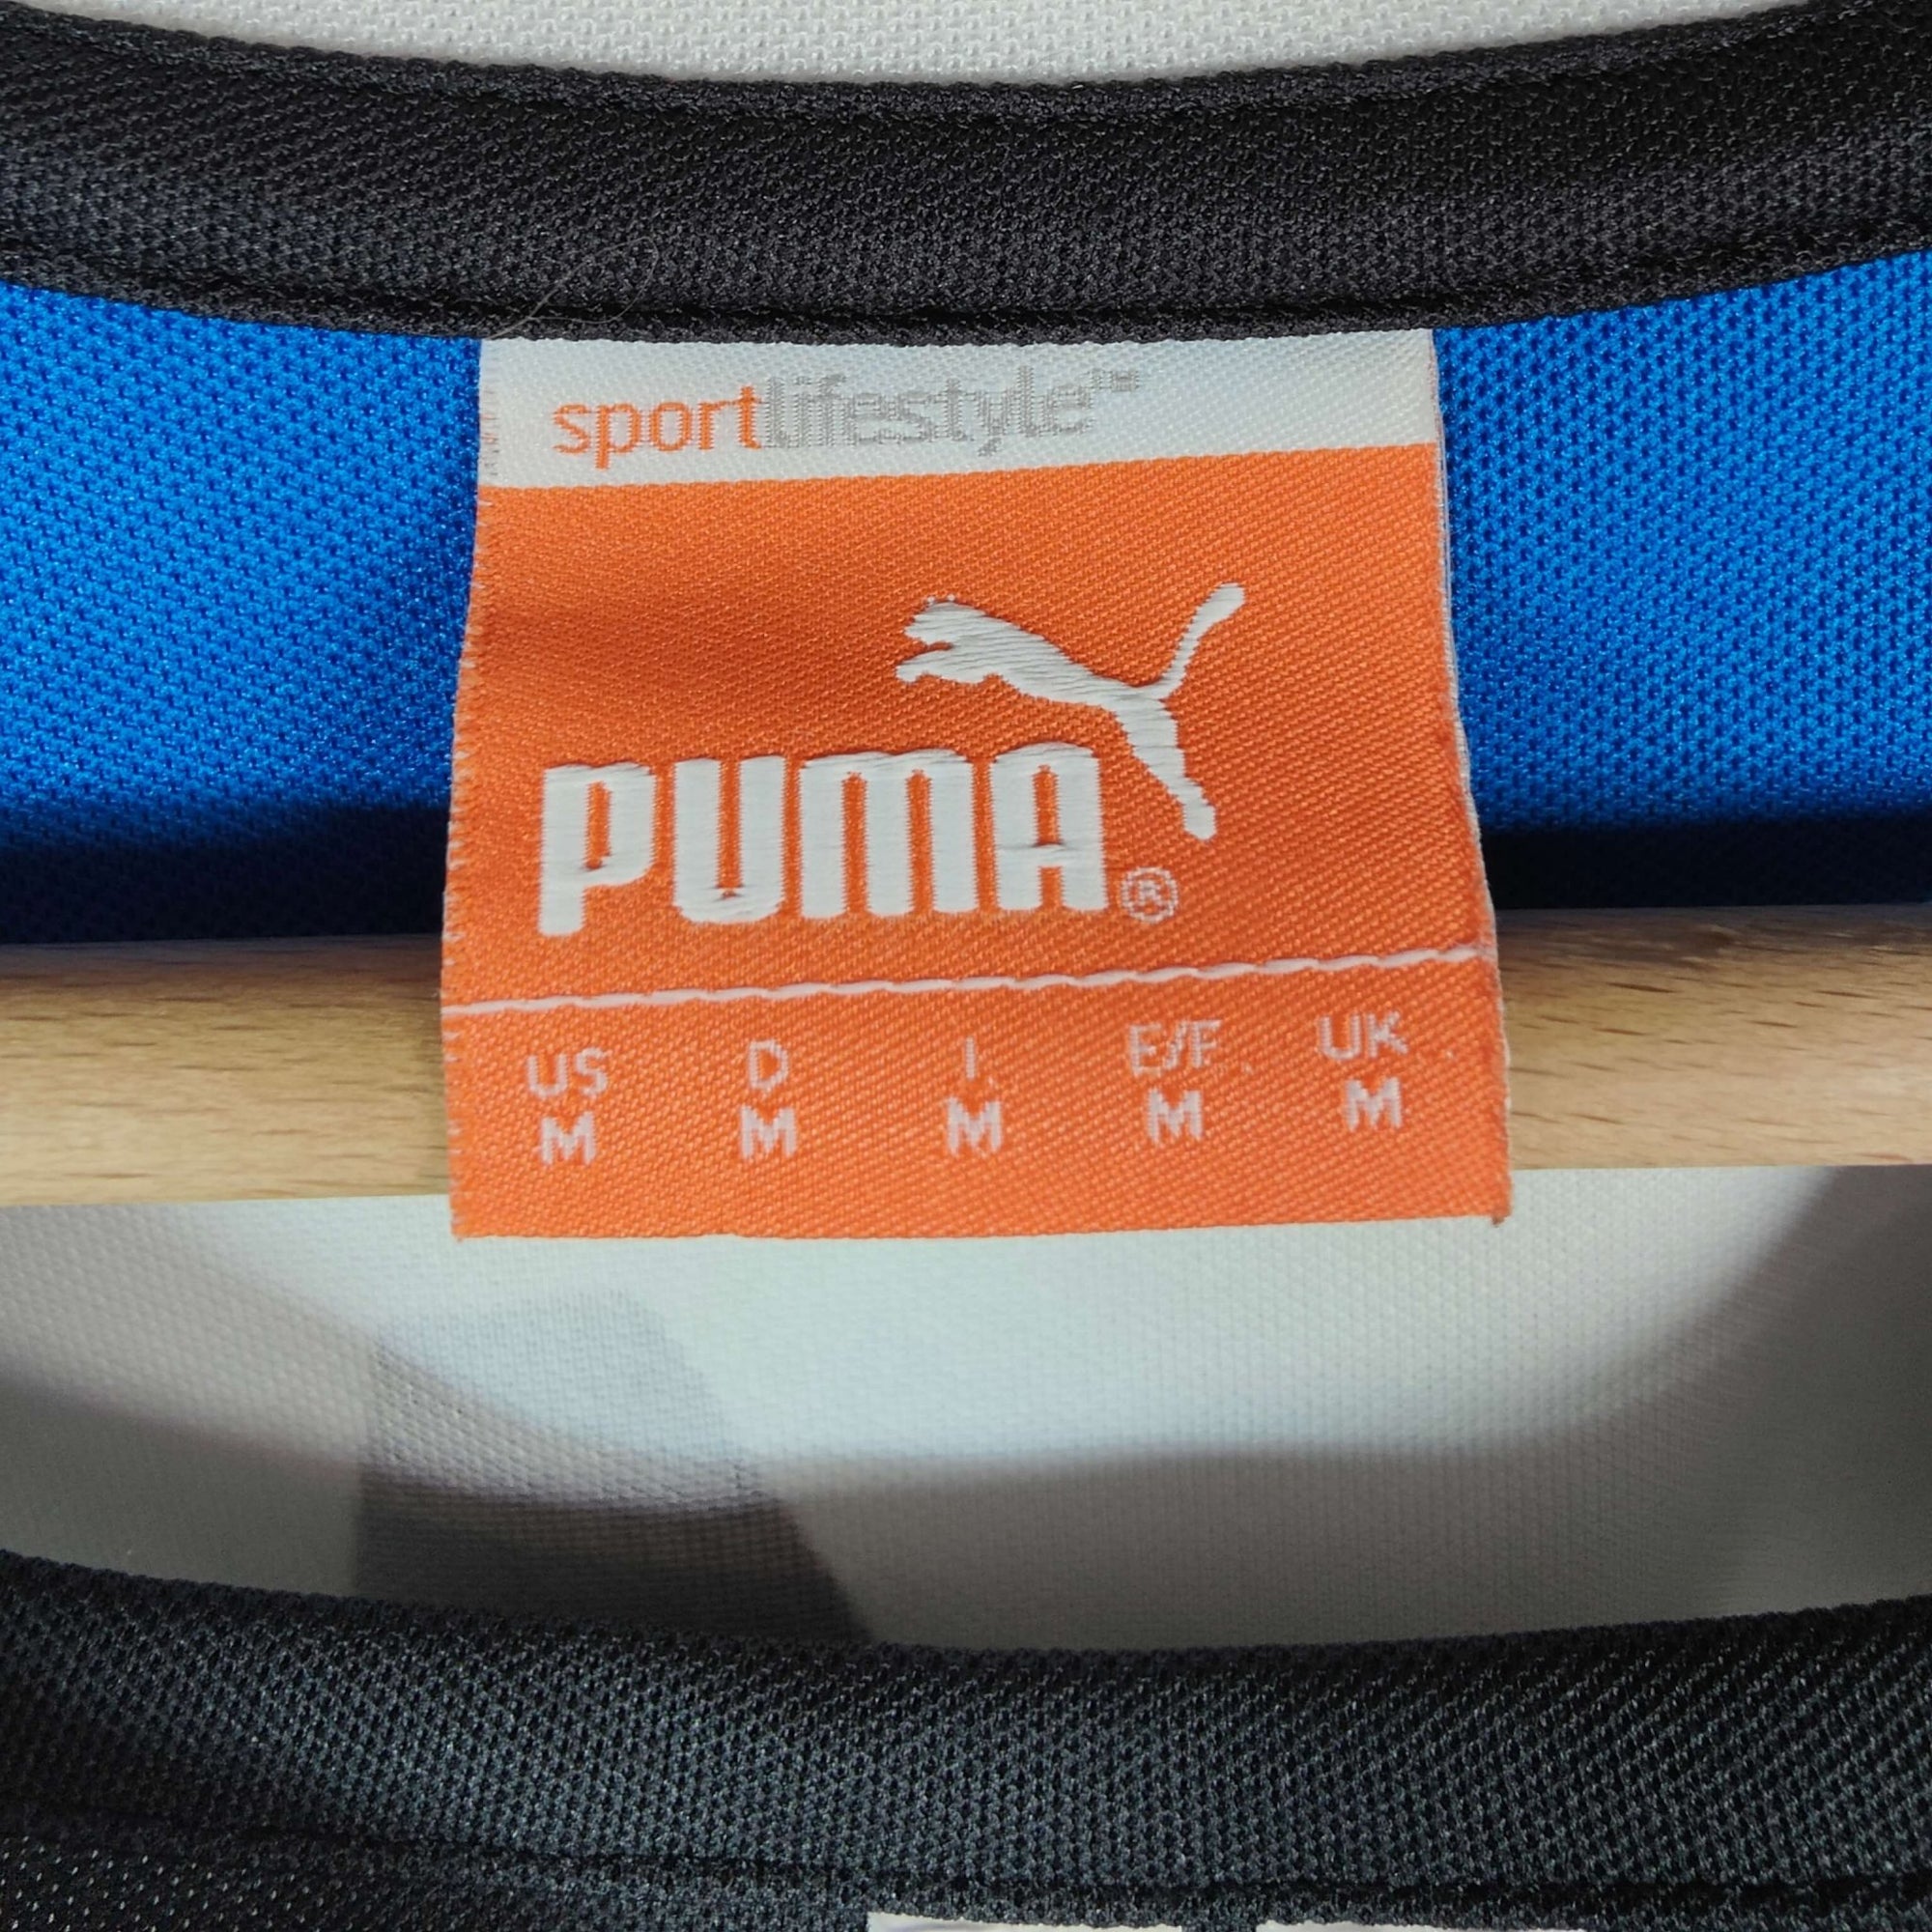 sportlifestyle™
PUMA®
US D I E/F UK
M M M M M